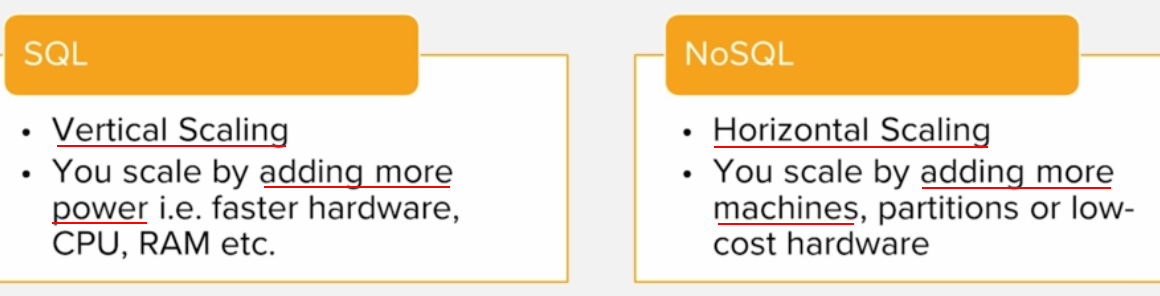 SQL
• Vertical Scaling
• You scale by adding more
power i.e. faster hardware,
CPU, RAM etc.
NoSQL
• Horizontal Scaling
• You scale by adding more
machines, partitions or low-
cost hardware